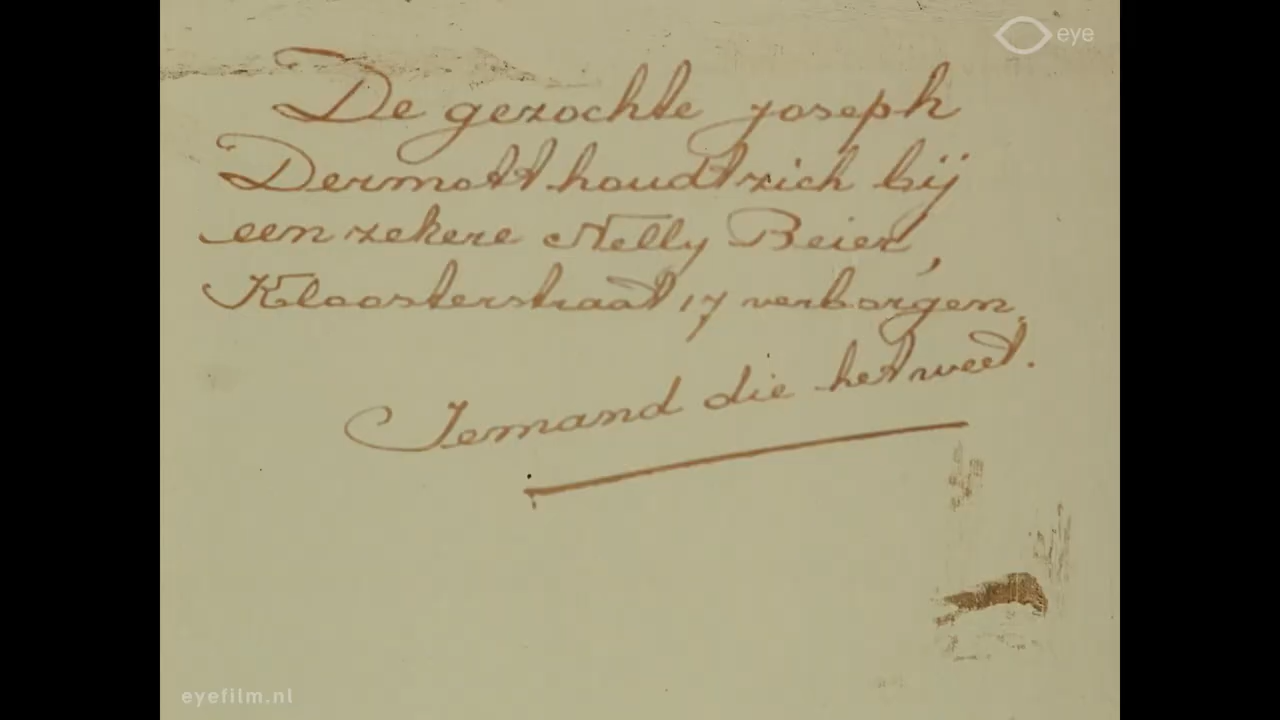 eye
De gezochte Joseph
Dermott houdt zich bij
een zekere Nelly Beier,
Kloosterstraat 17 verborgen.
Iemand die het weet.
eyefilm.nl